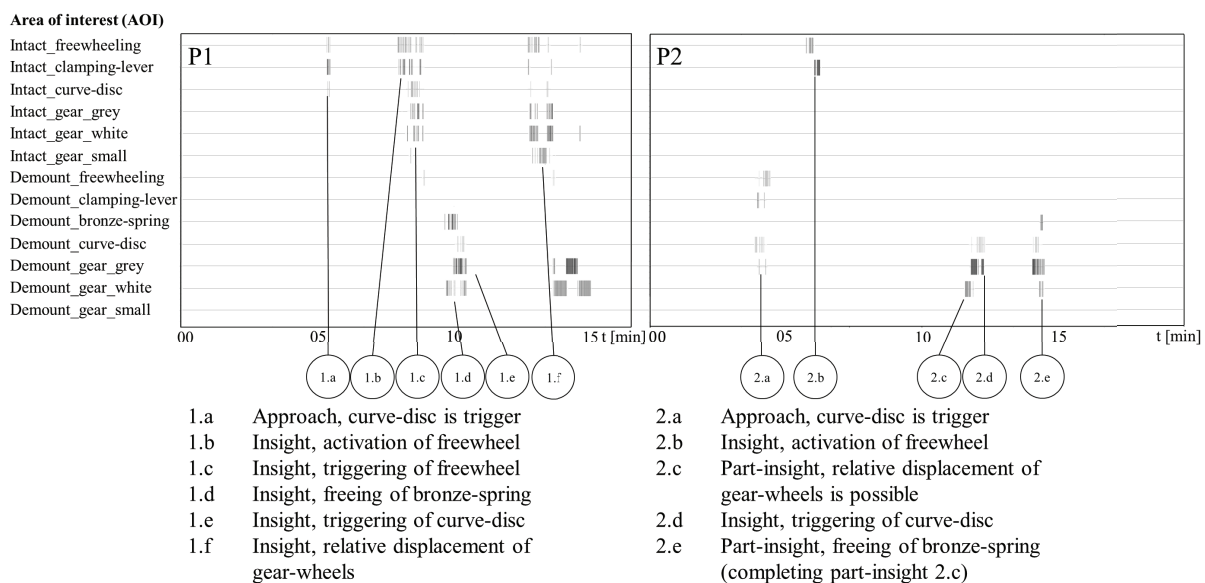 Area of interest (AOI)
P1
P2
Intact_freewheeling
Intact_clamping-lever
Intact_curve-disc
Intact_gear_grey
Intact_gear_white
Intact_gear_small
Demount_freewheeling
Demount_clamping-lever
Demount_bronze-spring
Demount_curve-disc
Demount_gear_grey
Demount_gear_white
Demount_gear_small
00 05 10 15 t [min]
00 05 10 15 t [min]
1.a 1.b 1.c 1.d 1.e 1.f
2.a 2.b 2.c 2.d 2.e
1.a Approach, curve-disc is trigger
1.b Insight, activation of freewheel
1.c Insight, triggering of freewheel
1.d Insight, freeing of bronze-spring
1.e Insight, triggering of curve-disc
1.f Insight, relative displacement of
gear-wheels
2.a Approach, curve-disc is trigger
2.b Insight, activation of freewheel
2.c Part-insight, relative displacement of
gear-wheels is possible
2.d Insight, triggering of curve-disc
2.e Part-insight, freeing of bronze-spring
(completing part-insight 2.c)